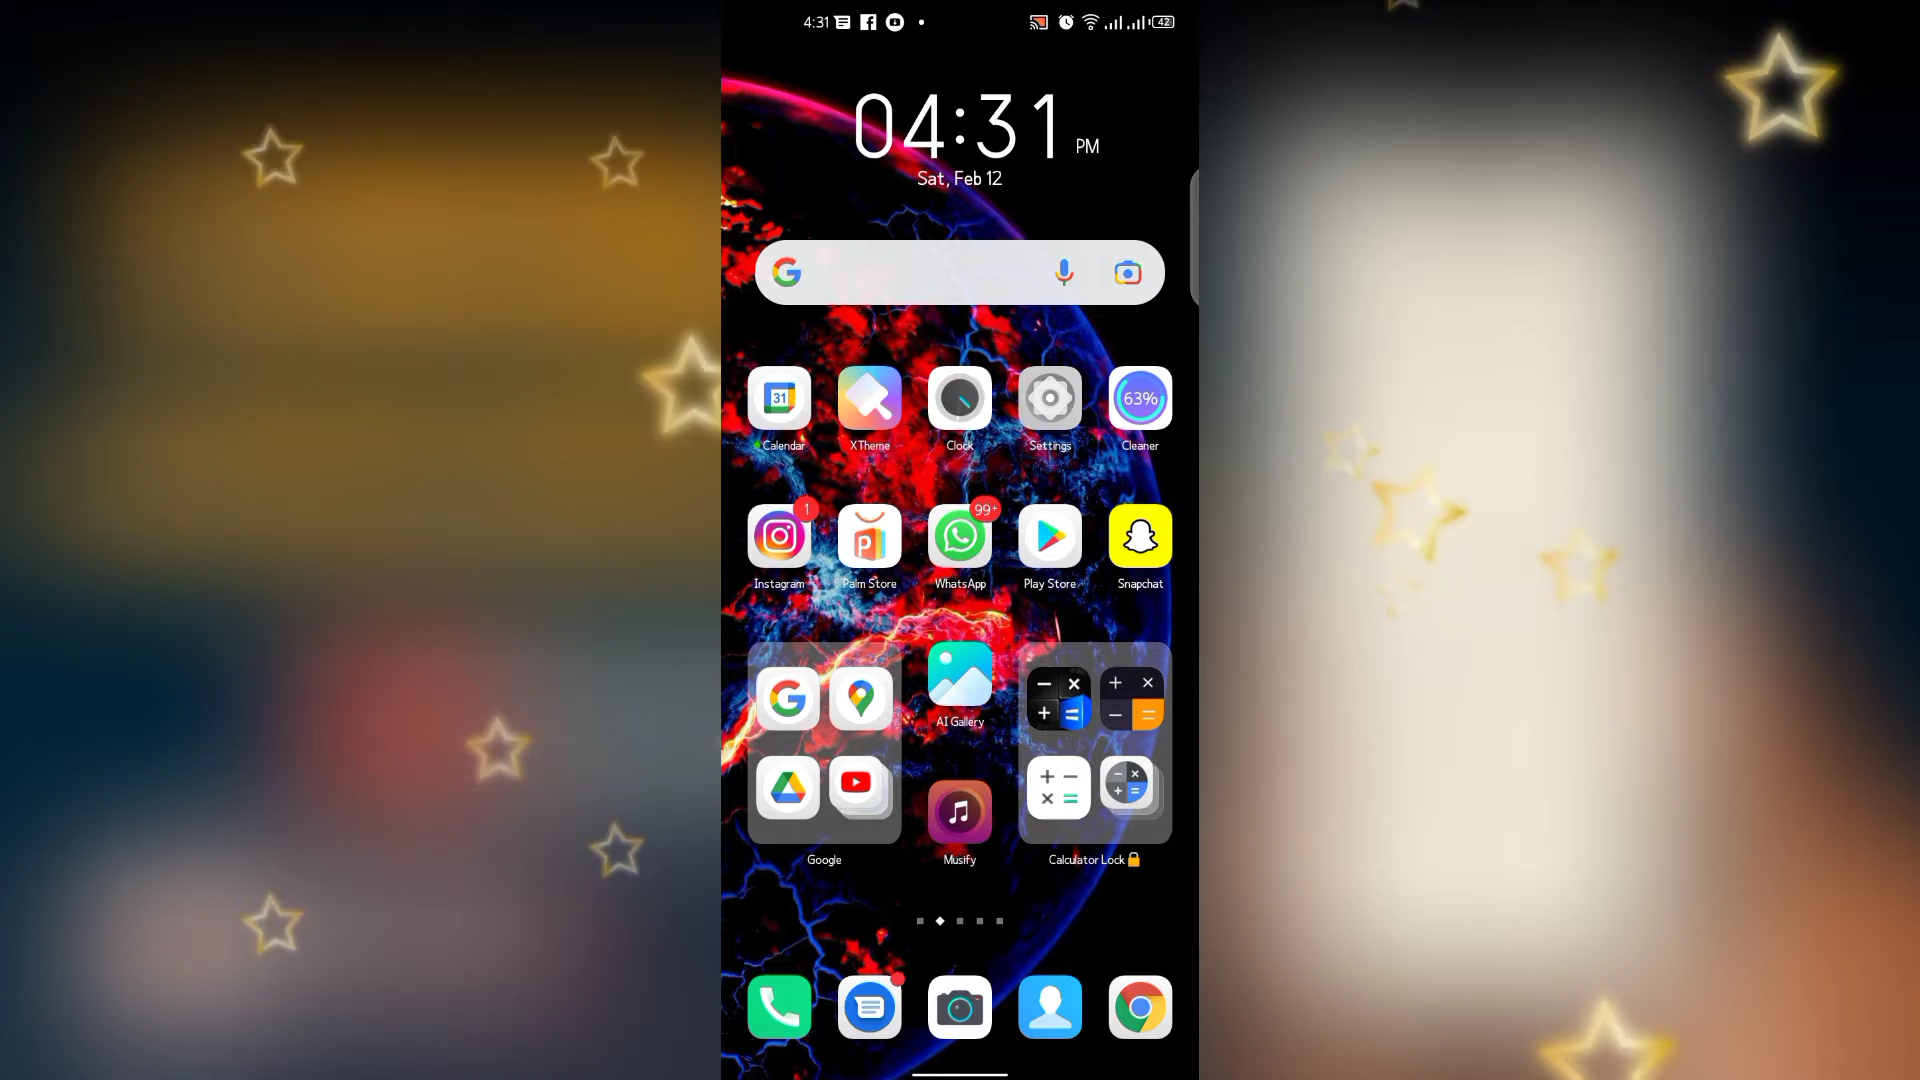 4:31
42
04:31 PM
Sat, Feb 12
31
63%
Calendar
XTheme
Clock
Settings
Cleaner
1
99+
Instagram
Palm Store
WhatsApp
Play Store
Snapchat
AI Gallery
Google
Musify
Calculator Lock🔒